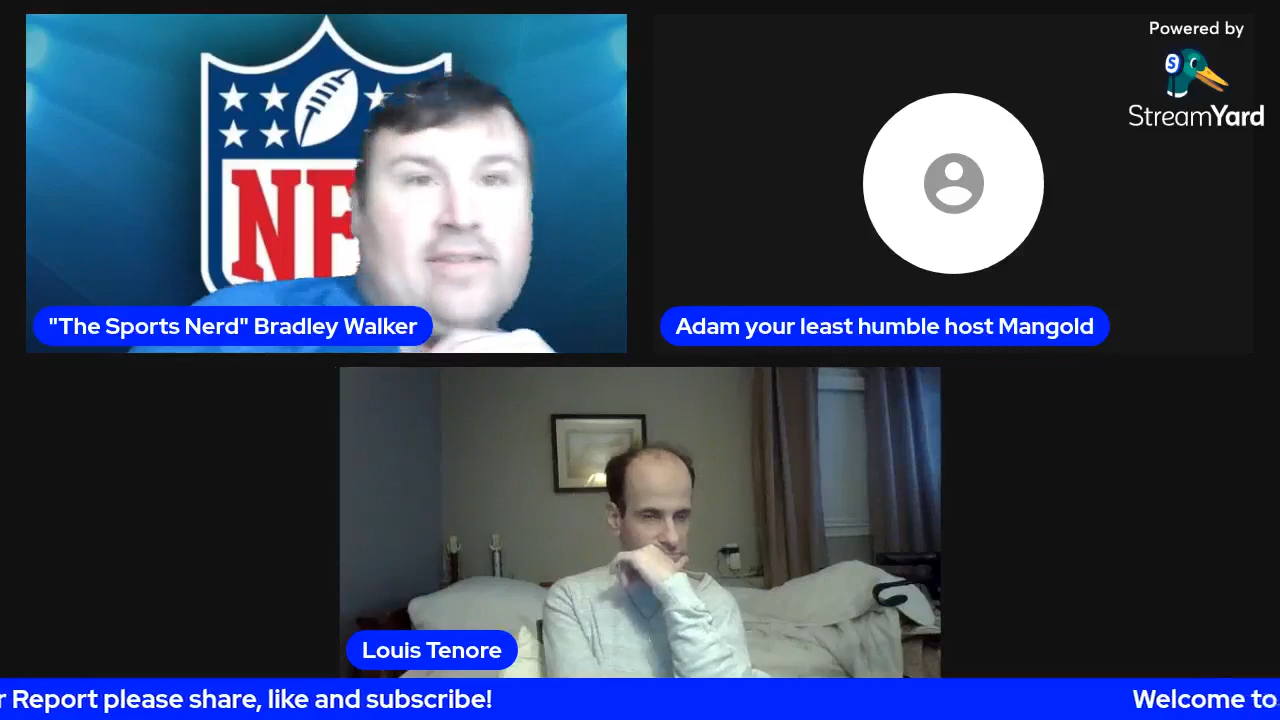 Powered by
S
StreamYard
NF
"The Sports Nerd" Bradley Walker
Adam your least humble host Mangold
Louis Tenore
r Report please share, like and subscribe!
Welcome to